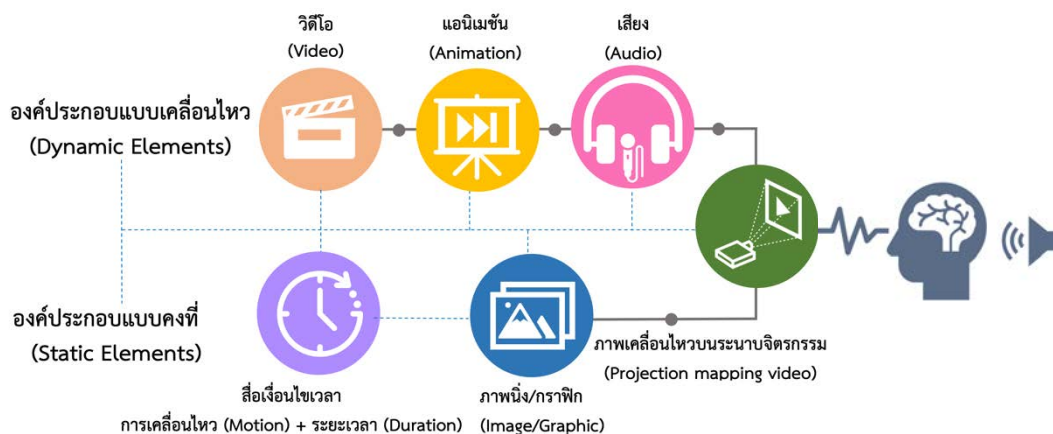 วิดีโอ
(Video)
แอนิเมชัน
(Animation)
เสียง
(Audio)
องค์ประกอบแบบเคลื่อนไหว
(Dynamic Elements)
องค์ประกอบแบบคงที่
(Static Elements)
สื่อเงื่อนไขเวลา
การเคลื่อนไหว (Motion) + ระยะเวลา (Duration)
ภาพนิ่ง/กราฟิก
(Image/Graphic)
ภาพเคลื่อนไหวบนระนาบจิตรกรรม
(Projection mapping video)